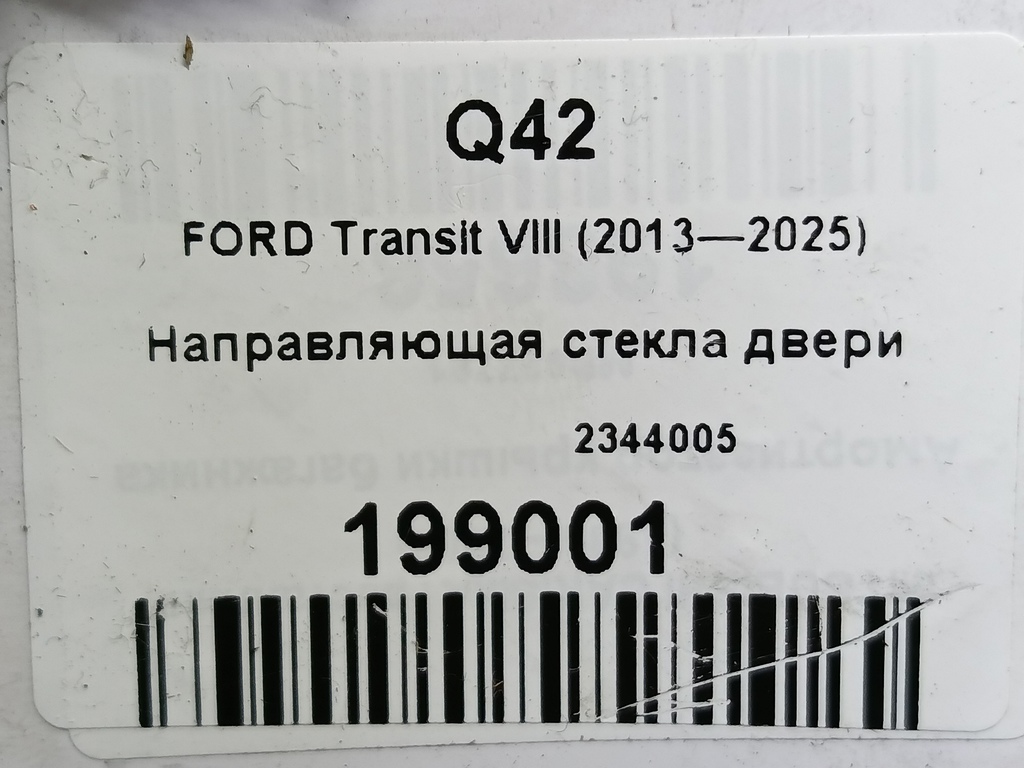 Q42
FORD Transit VIII (2013—2025)
Направляющая стекла двери
2344005
199001